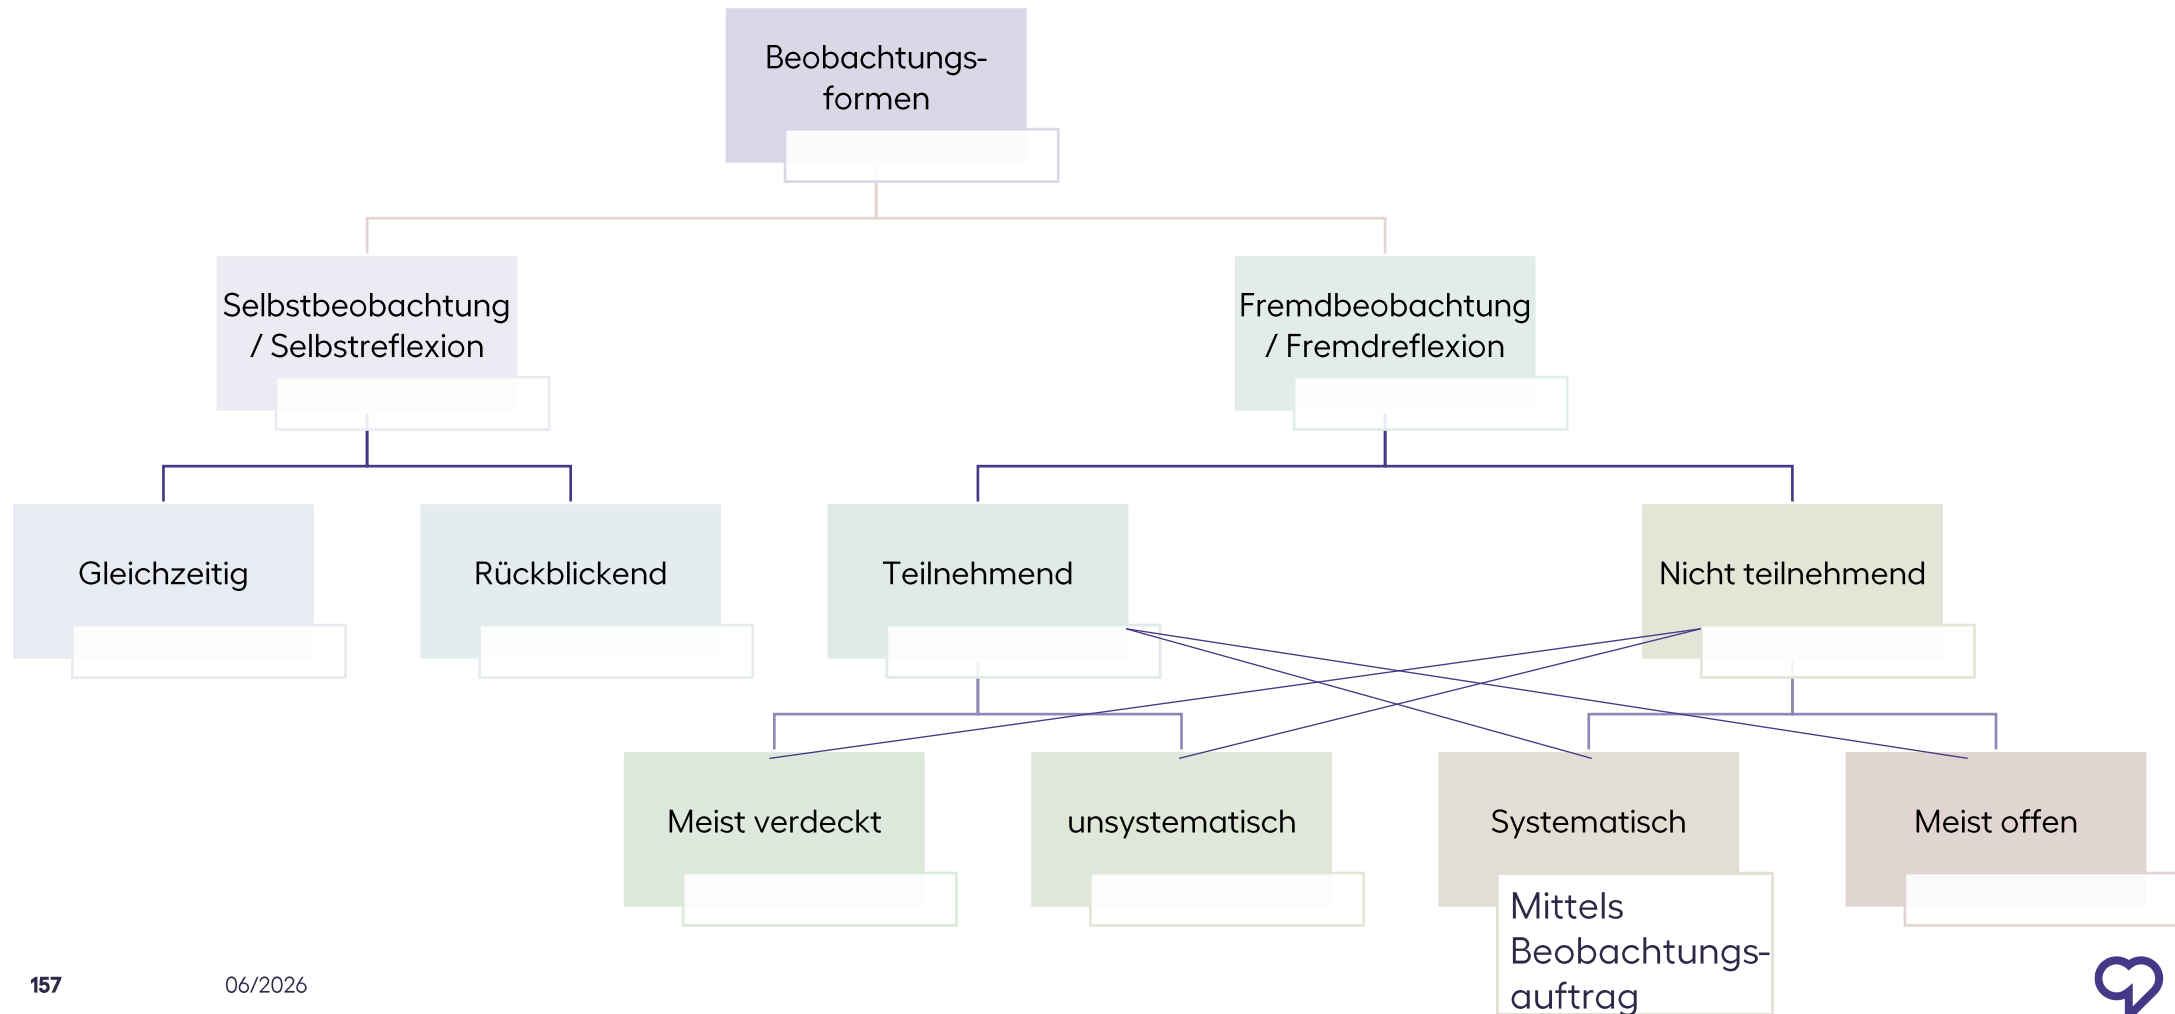 Beobachtungs-
formen
Selbstbeobachtung
/ Selbstreflexion
Fremdbeobachtung
/ Fremdreflexion
Gleichzeitig
Rückblickend
Teilnehmend
Nicht teilnehmend
Meist verdeckt
unsystematisch
Systematisch
Meist offen
Mittels
Beobachtungs-
auftrag
157
06/2026